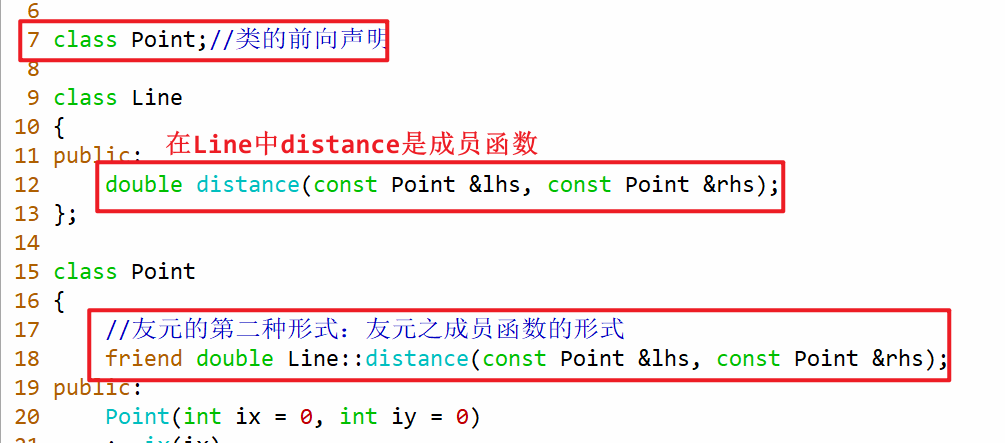 6
7 class Point;//类的前向声明
8
9 class Line
10 {
在Line中distance是成员函数
11 public:
12 double distance(const Point &lhs, const Point &rhs);
13 };
14
15 class Point
16 {
17 //友元的第二种形式：友元之成员函数的形式
18 friend double Line::distance(const Point &lhs, const Point &rhs);
19 public:
20 Point(int ix = 0, int iy = 0)
21 : ix(ix)